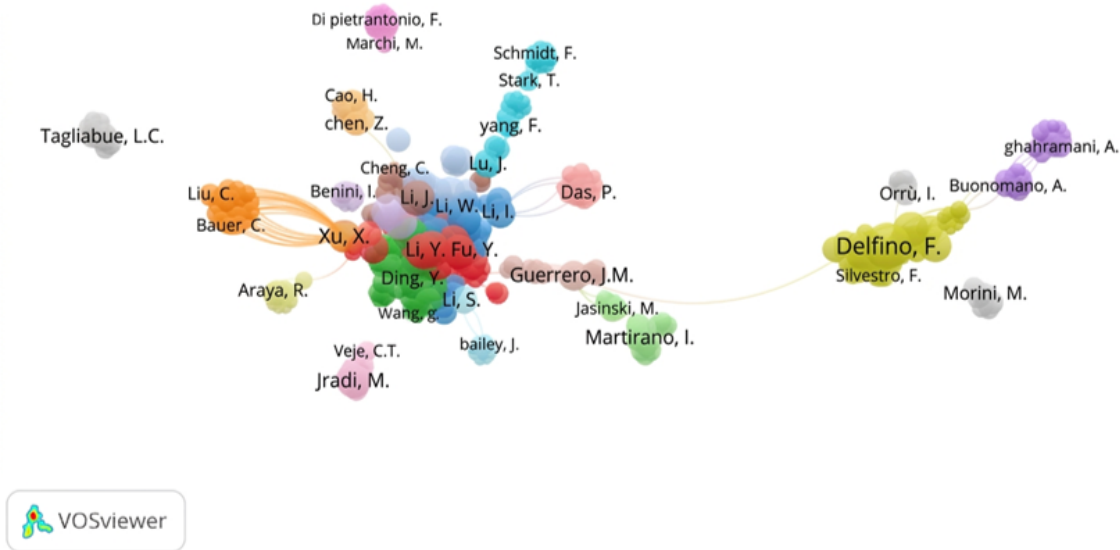 Di pietrantonio, F.
Marchi, M.
Schmidt, F.
Stark, T.
Cao, H.
chen, Z.
yang, F.
Tagliabue, L.C.
ghahramani, A.
Cheng, C.
Lu, J.
Liu, C.
Benini, I.
Das, P.
Orrù, I.
Buonomano, A.
Li, J.
Li, W.
Li, I.
Bauer, C.
Xu, X.
Li, Y.
Fu, Y.
Delfino, F.
Ding, Y.
Guerrero, J.M.
Silvestro, F.
Araya, R.
Li, S.
Morini, M.
Wang, g.
Jasinski, M.
Martirano, I.
bailey, J.
Veje, C.T.
Jradi, M.
VOSviewer